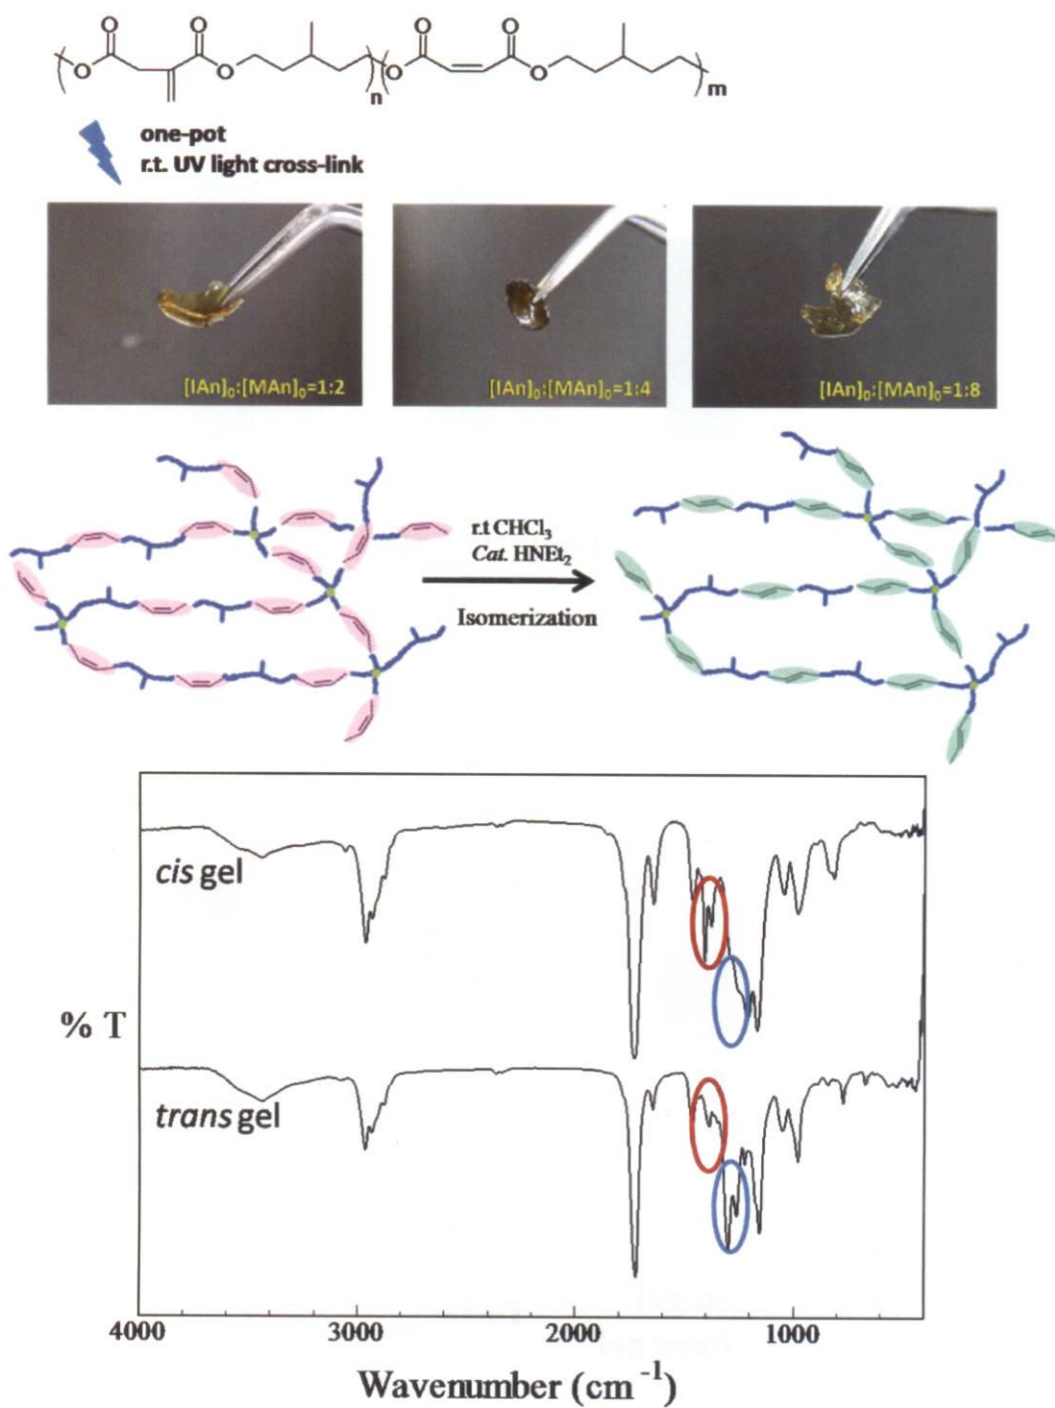 O O O O
O O n O O m
one-pot
r.t. UV light cross-link
[IAn]₀:[MAn]₀=1:2
[IAn]₀:[MAn]₀=1:4
[IAn]₀:[MAn]₀=1:8
r.t CHCl₃
Cat. HNEt₂
Isomerization
cis gel
% T
trans gel
4000 3000 2000 1000
Wavenumber (cm⁻¹)